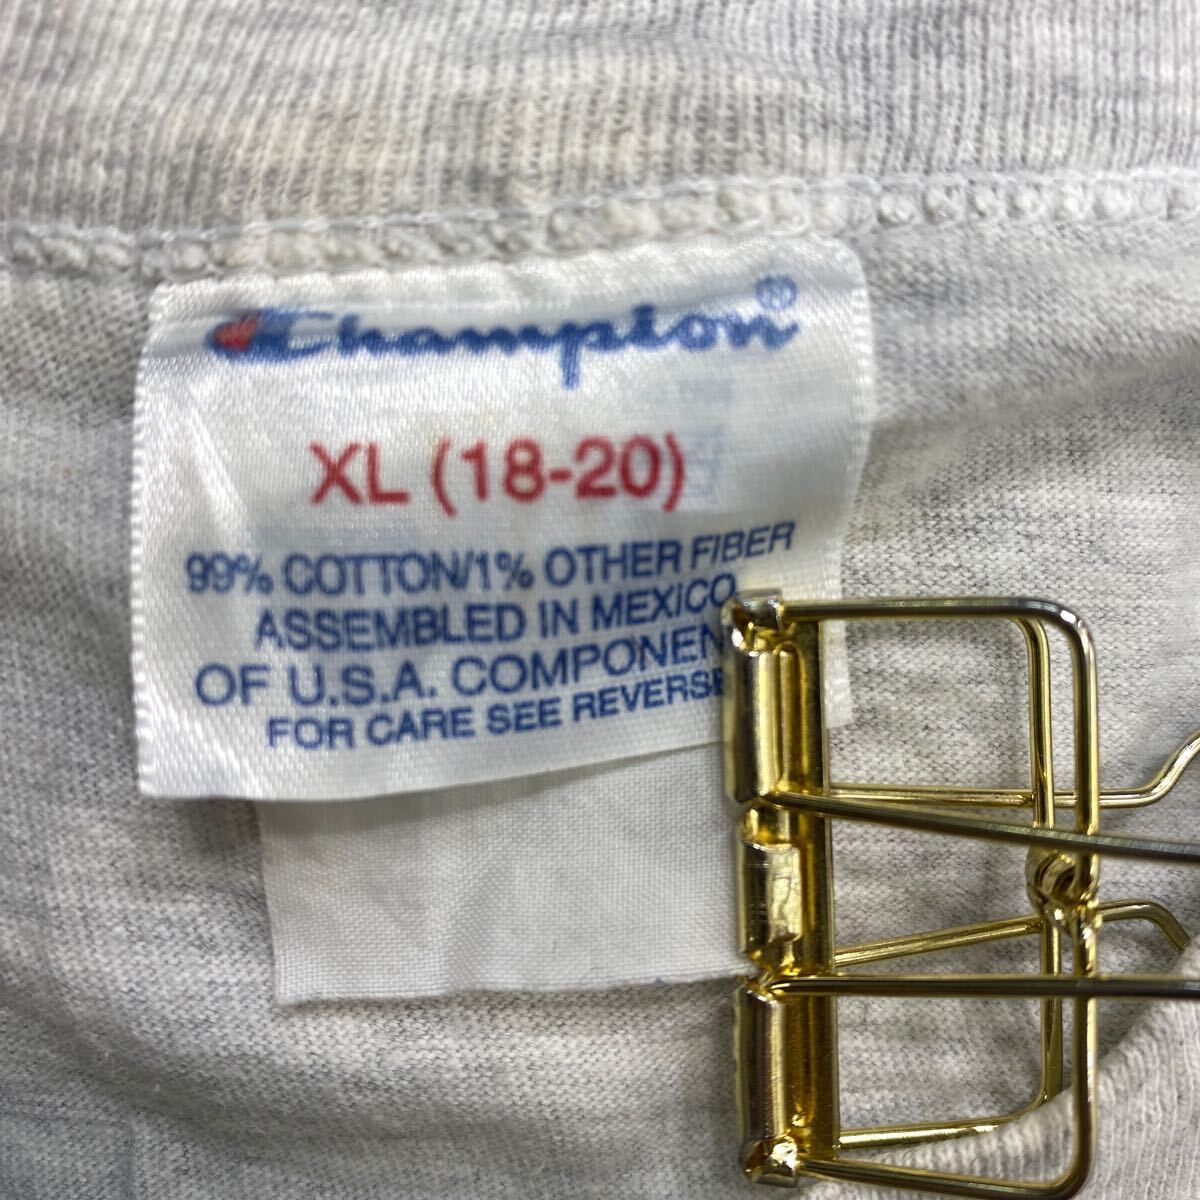 Champion®
XL (18-20)
99% COTTON/1% OTHER FIBER
ASSEMBLED IN MEXICO
OF U.S.A. COMPONEN
FOR CARE SEE REVERSE